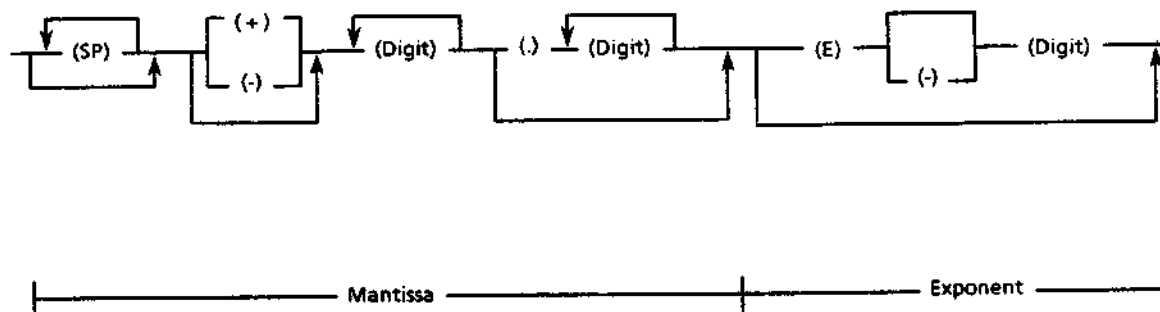 (+)
(SP) (Digit) (.) (Digit) (E) (Digit)
(-) (-)
Mantissa Exponent